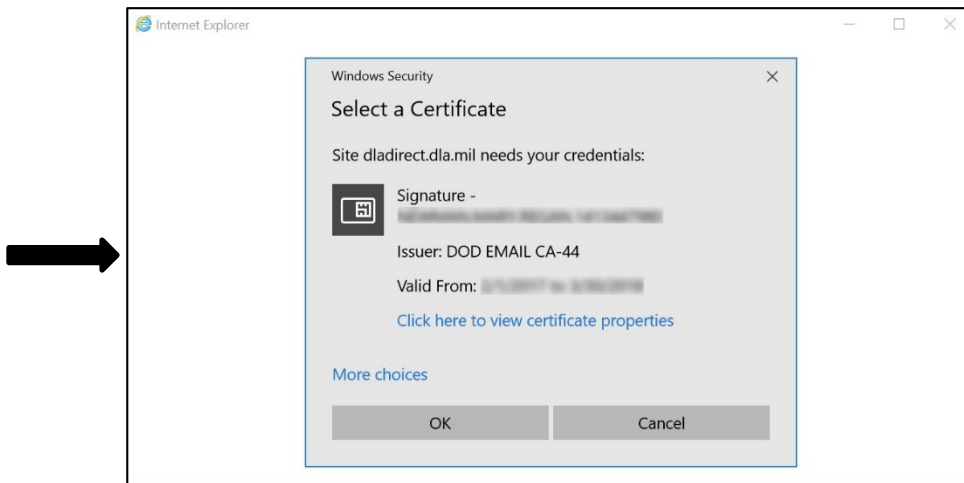 Internet Explorer
Windows Security
Select a Certificate
Site dladirect.dla.mil needs your credentials:
Signature -
Issuer: DOD EMAIL CA-44
Valid From:
Click here to view certificate properties
More choices
OK Cancel